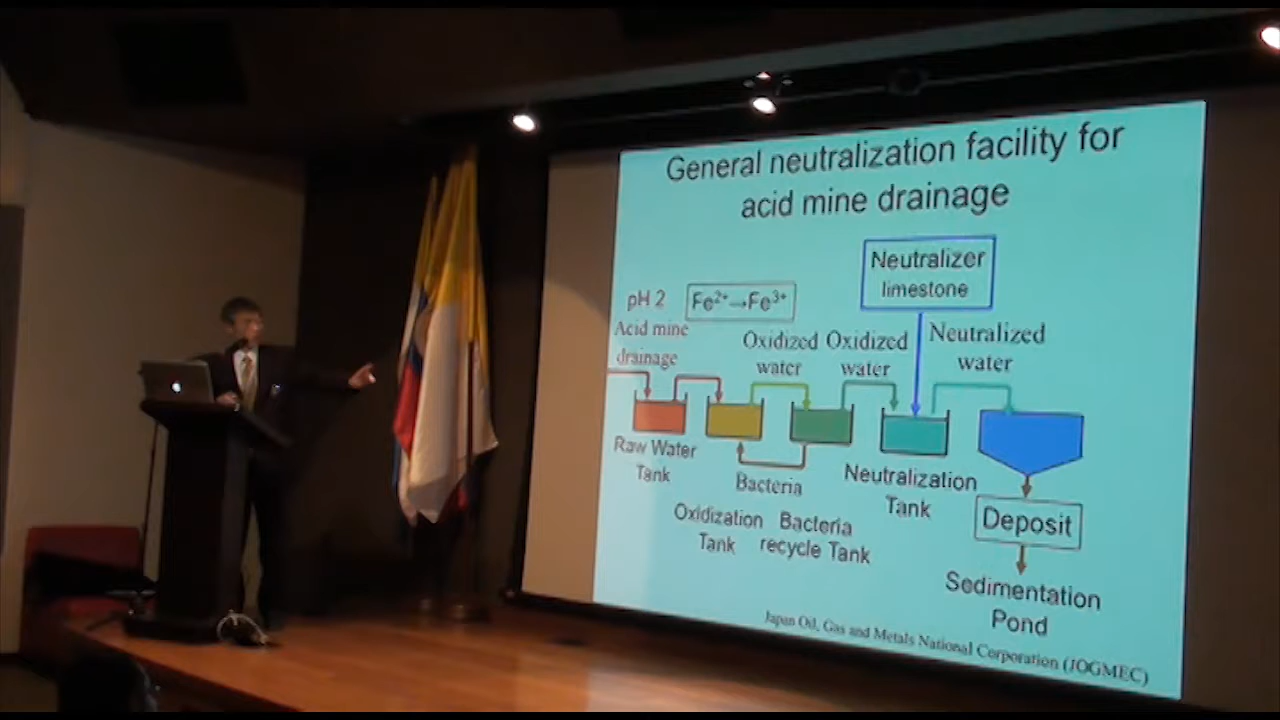 General neutralization facility for
acid mine drainage
Neutralizer
limestone
pH 2
Fe²⁺→Fe³⁺
Acid mine
drainage
Oxidized
water
Oxidized
water
Neutralized
water
Raw Water
Tank
Bacteria
Oxidization
Tank
Bacteria
recycle Tank
Neutralization
Tank
Deposit
Sedimentation
Pond
Japan Oil, Gas and Metals National Corporation (JOGMEC)